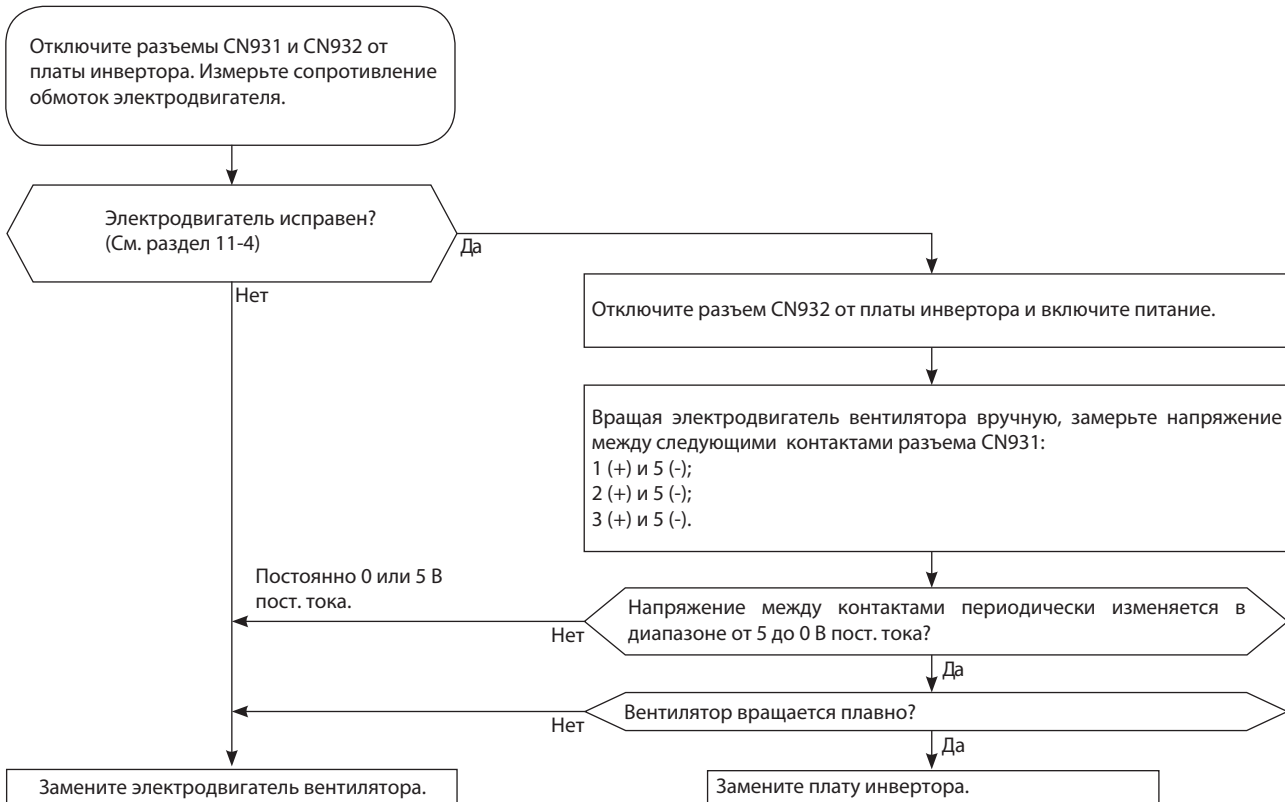 Отключите разъемы CN931 и CN932 от
платы инвертора. Измерьте сопротивление
обмоток электродвигателя.
Электродвигатель исправен?
(См. раздел 11-4)
Да
Нет
Отключите разъем CN932 от платы инвертора и включите питание.
Вращая электродвигатель вентилятора вручную, замерьте напряжение
между следующими контактами разъема CN931:
1 (+) и 5 (-);
2 (+) и 5 (-);
3 (+) и 5 (-).
Постоянно 0 или 5 В
пост. тока.
Напряжение между контактами периодически изменяется в
диапазоне от 5 до 0 В пост. тока?
Нет
Да
Вентилятор вращается плавно?
Нет
Да
Замените электродвигатель вентилятора.
Замените плату инвертора.